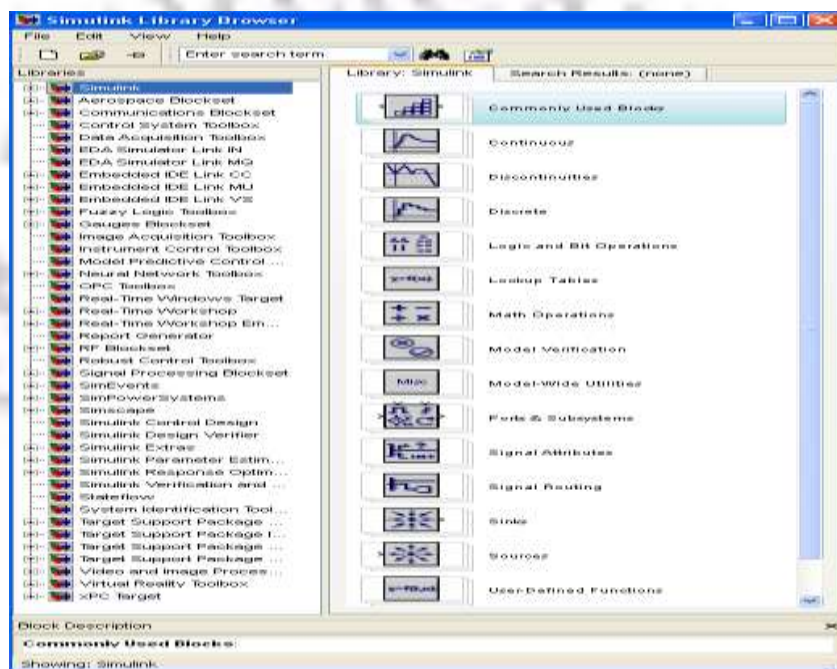 Simulink Library Browser
File Edit View Help
Enter search term
Libraries
Simulink
Aerospace Blockset
Communications Blockset
Control System Toolbox
Data Acquisition Toolbox
EDA Simulator Link IN
EDA Simulator Link MQ
Embedded IDE Link CC
Embedded IDE Link MU
Embedded IDE Link VS
Fuzzy Logic Toolbox
Gauges Blockset
Image Acquisition Toolbox
Instrument Control Toolbox
Model Predictive Control ...
Neural Network Toolbox
OPC Toolbox
Real-Time Windows Target
Real-Time Workshop
Real-Time Workshop Em...
Report Generator
RF Blockset
Robust Control Toolbox
Signal Processing Blockset
SimEvents
SimPowerSystems
Simscape
Simulink Control Design
Simulink Design Verifier
Simulink Extras
Simulink Parameter Estim...
Simulink Response Optim...
Simulink Verification and ...
Stateflow
System Identification Tool...
Target Support Package ...
Target Support Package I...
Target Support Package ...
Target Support Package ...
Video and Image Proces...
Virtual Reality Toolbox
xPC Target
Library: Simulink Search Results: (none)
Commonly Used Blocks
Continuous
Discontinuities
Discrete
Logic and Bit Operations
Lookup Tables
Math Operations
Model Verification
Misc Model-Wide Utilities
Ports & Subsystems
Signal Attributes
Signal Routing
Sinks
Sources
User-Defined Functions
Block Description
Commonly Used Blocks:
Showing: Simulink